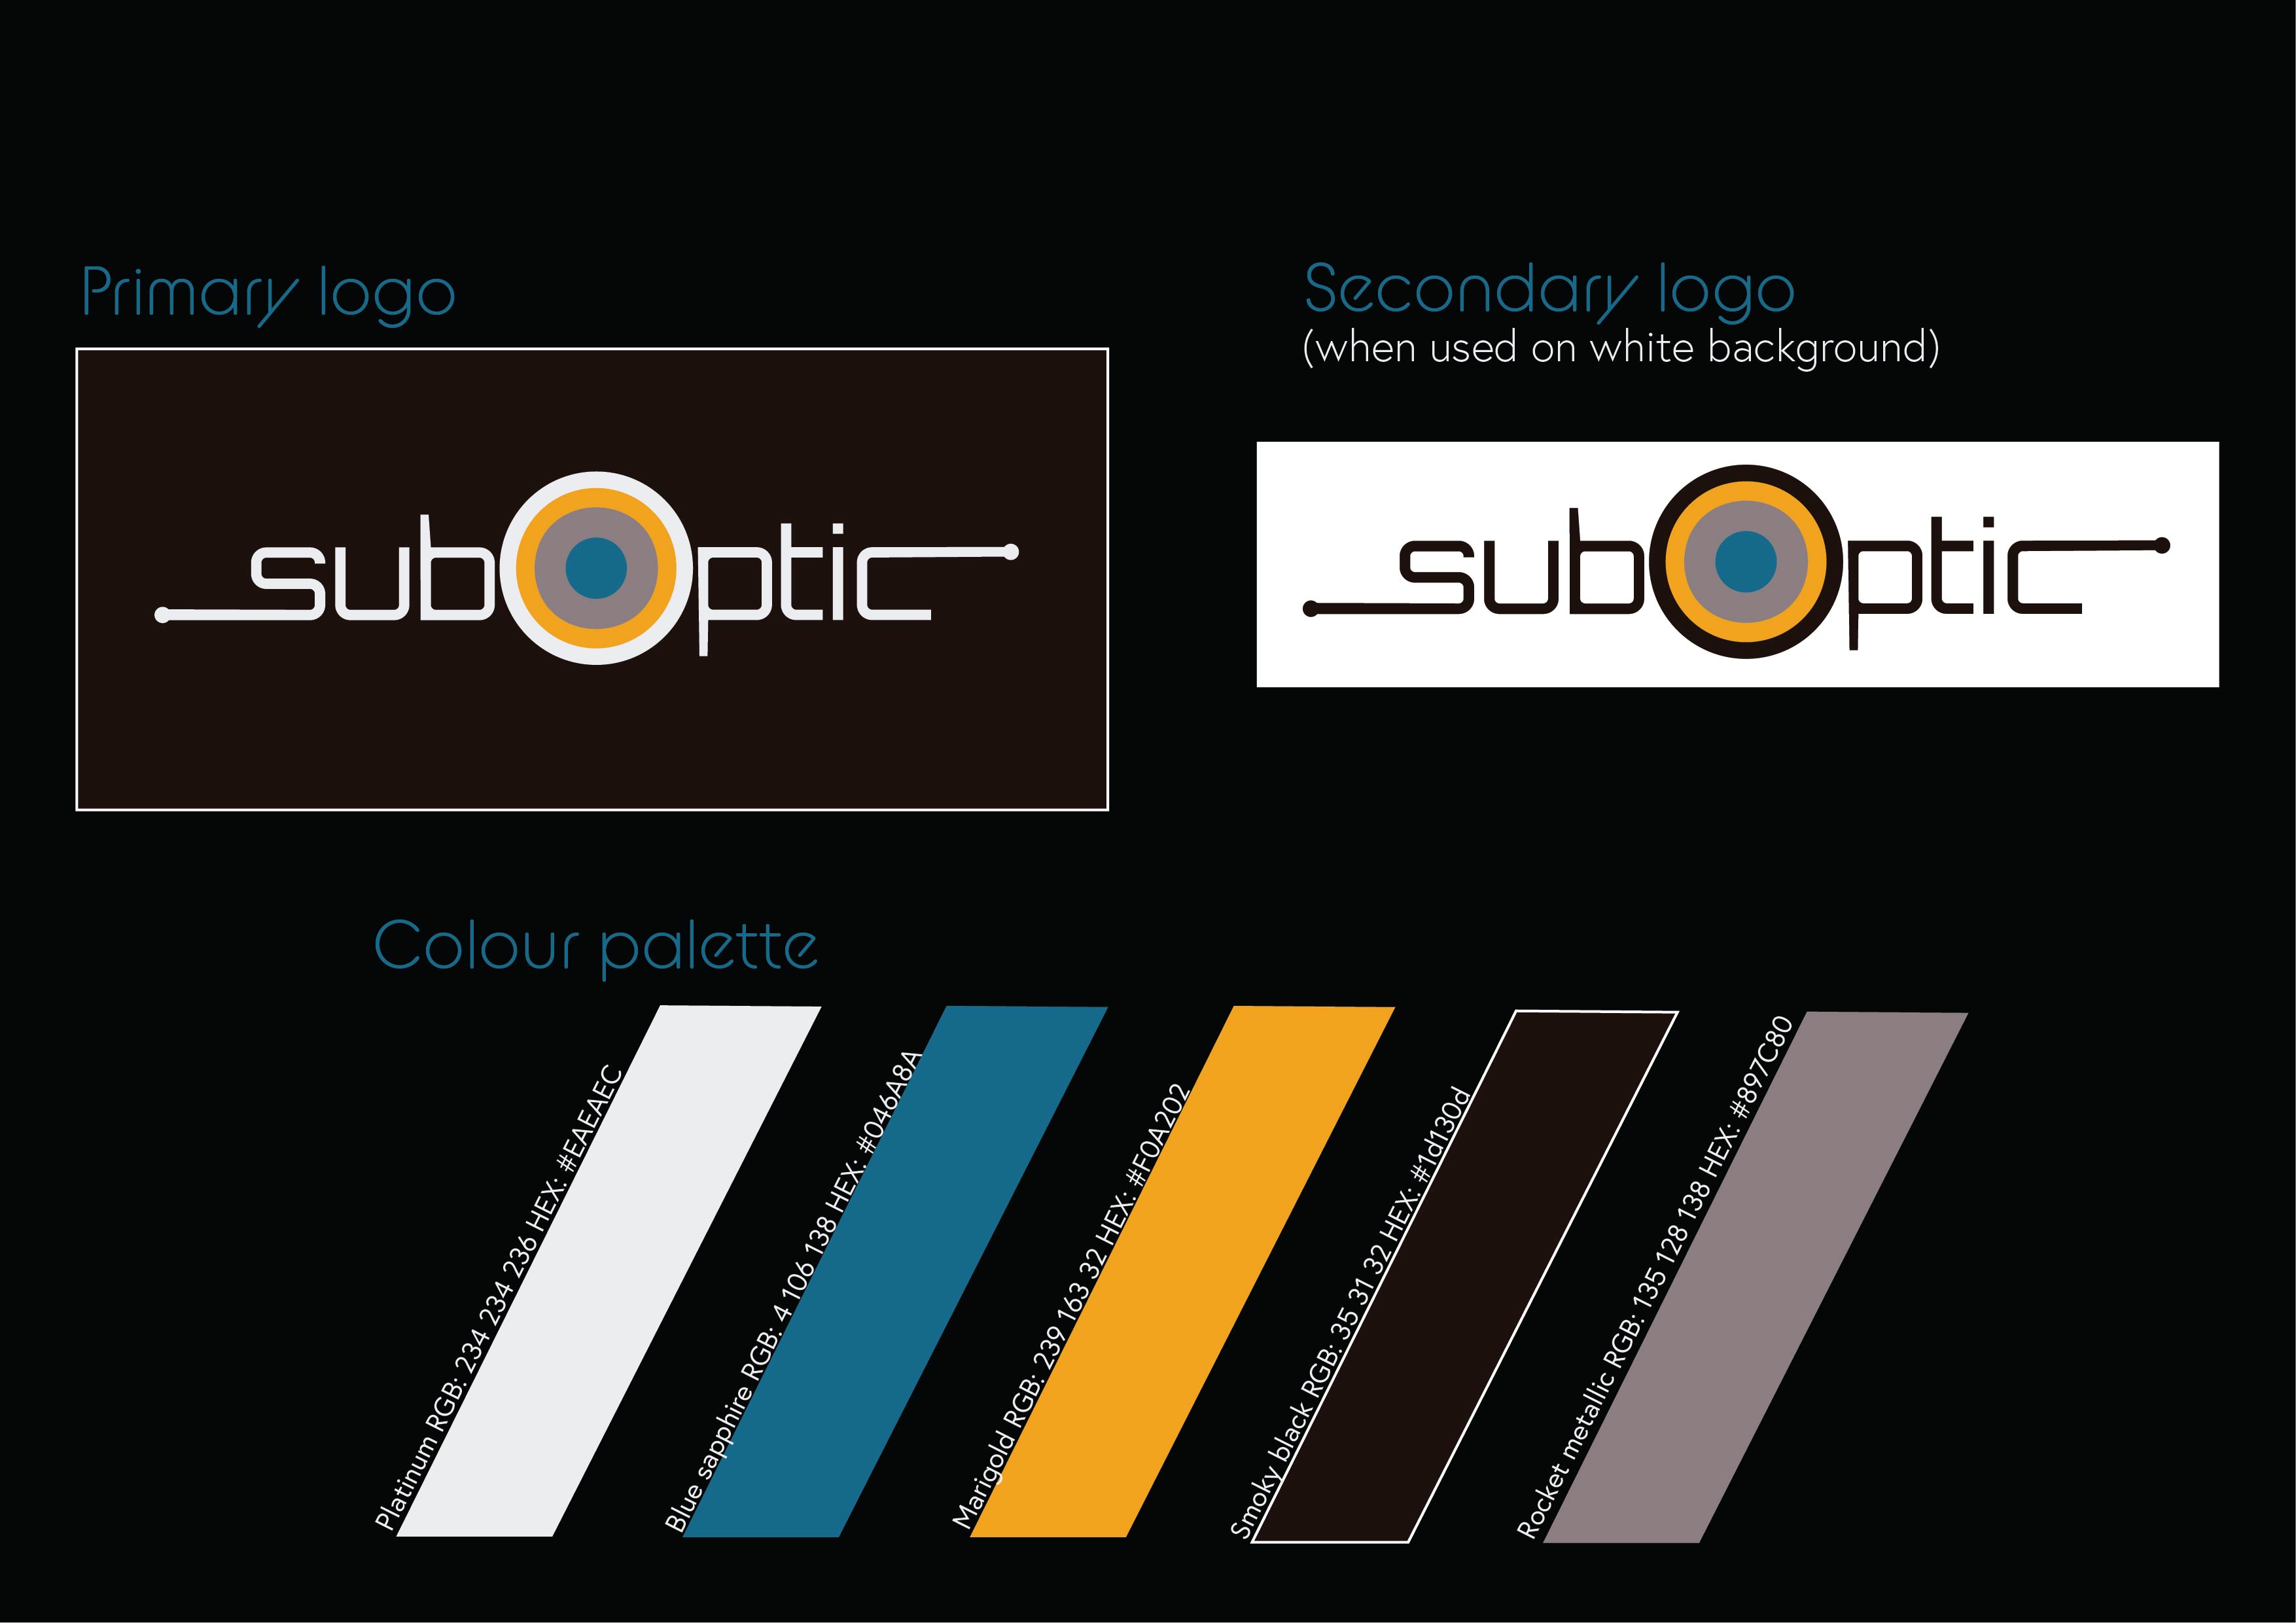 Primary logo
Secondary logo
(when used on white background)
suboptic
suboptic
Colour palette
Platinum RGB: 234 234 236 HEX: #EAEAEC
Blue sapphire RGB: 4 106 138 HEX: #046A8A
Marigold RGB: 239 163 32 HEX: #F0A202
Smoky black RGB: 35 31 32 HEX: #1d130d
Rocket metallic RGB: 135 128 138 HEX: #897C80